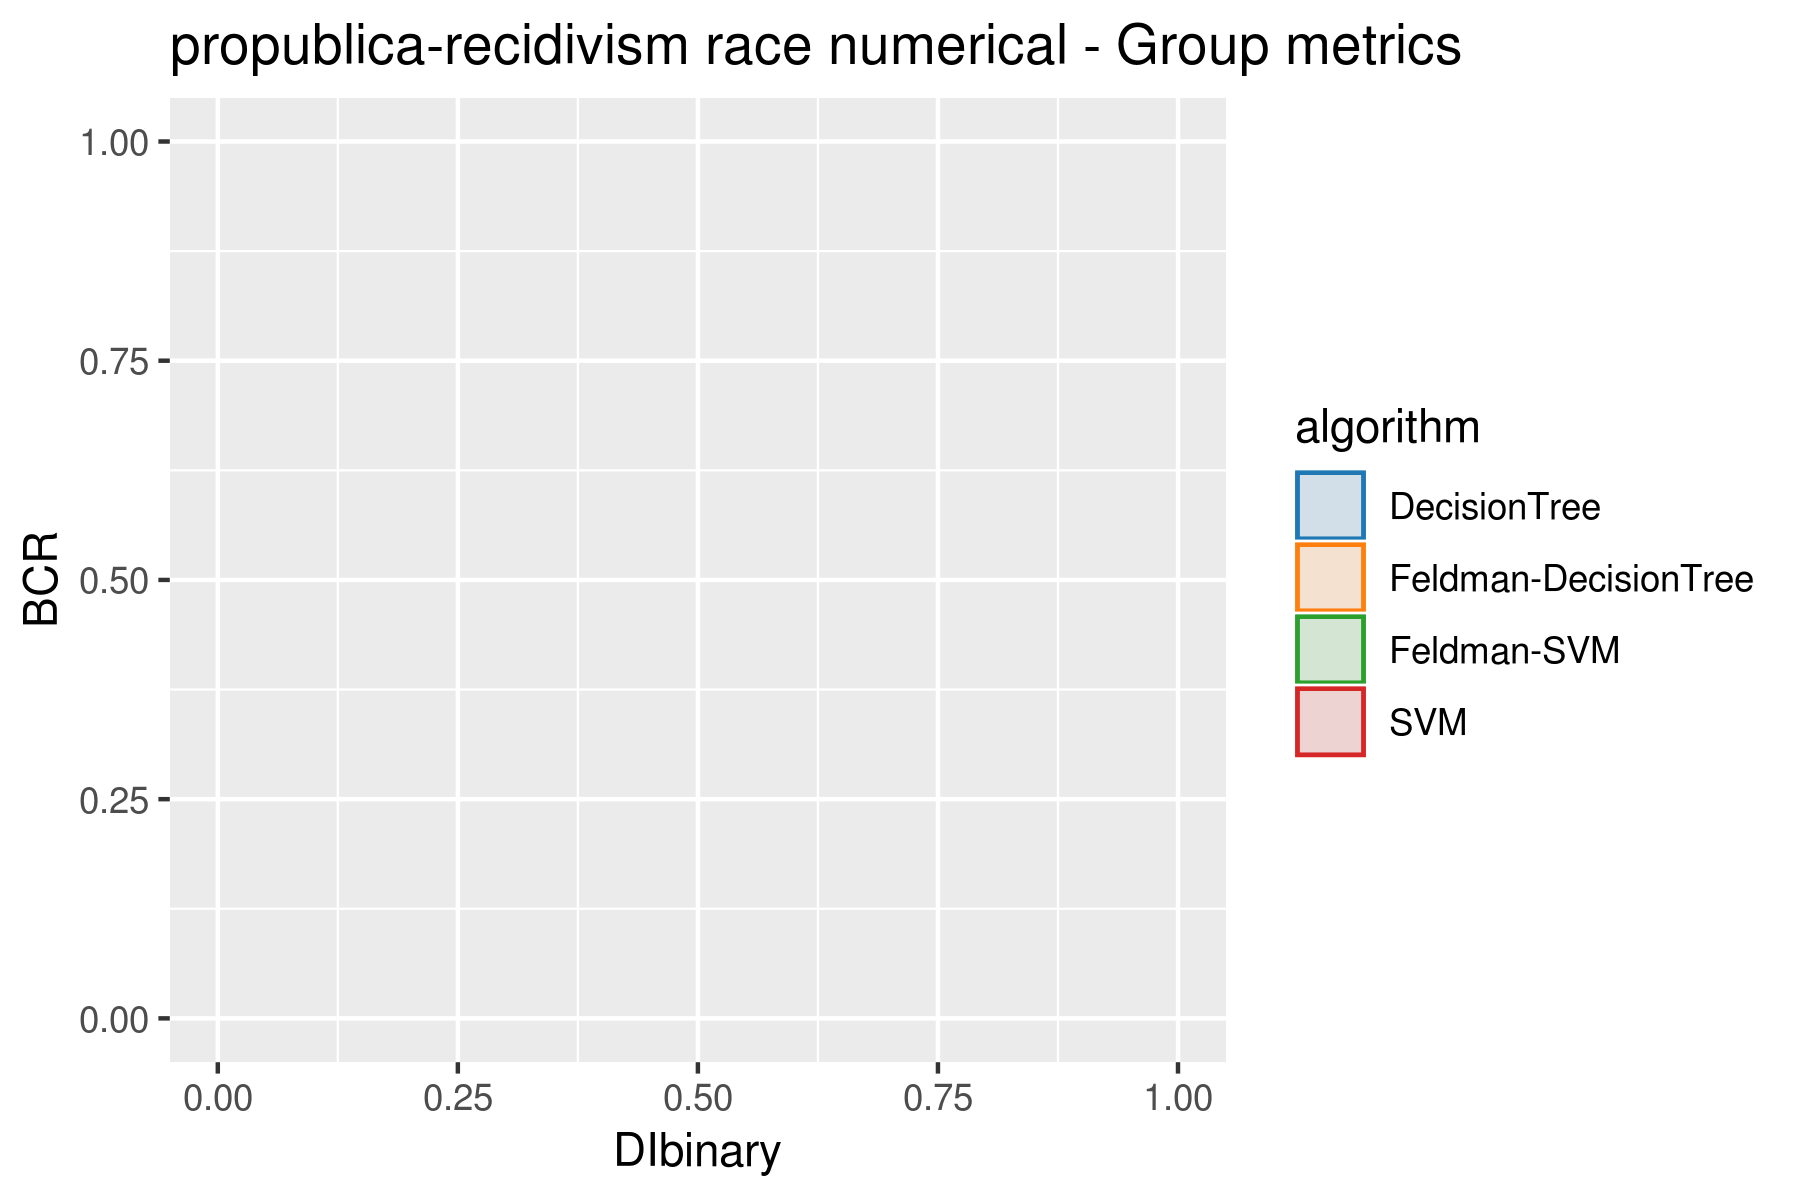 propublica-recidivism race numerical - Group metrics
BCR
1.00
0.75
0.50
0.25
0.00
0.00 0.25 0.50 0.75 1.00
DIbinary
algorithm
DecisionTree
Feldman-DecisionTree
Feldman-SVM
SVM